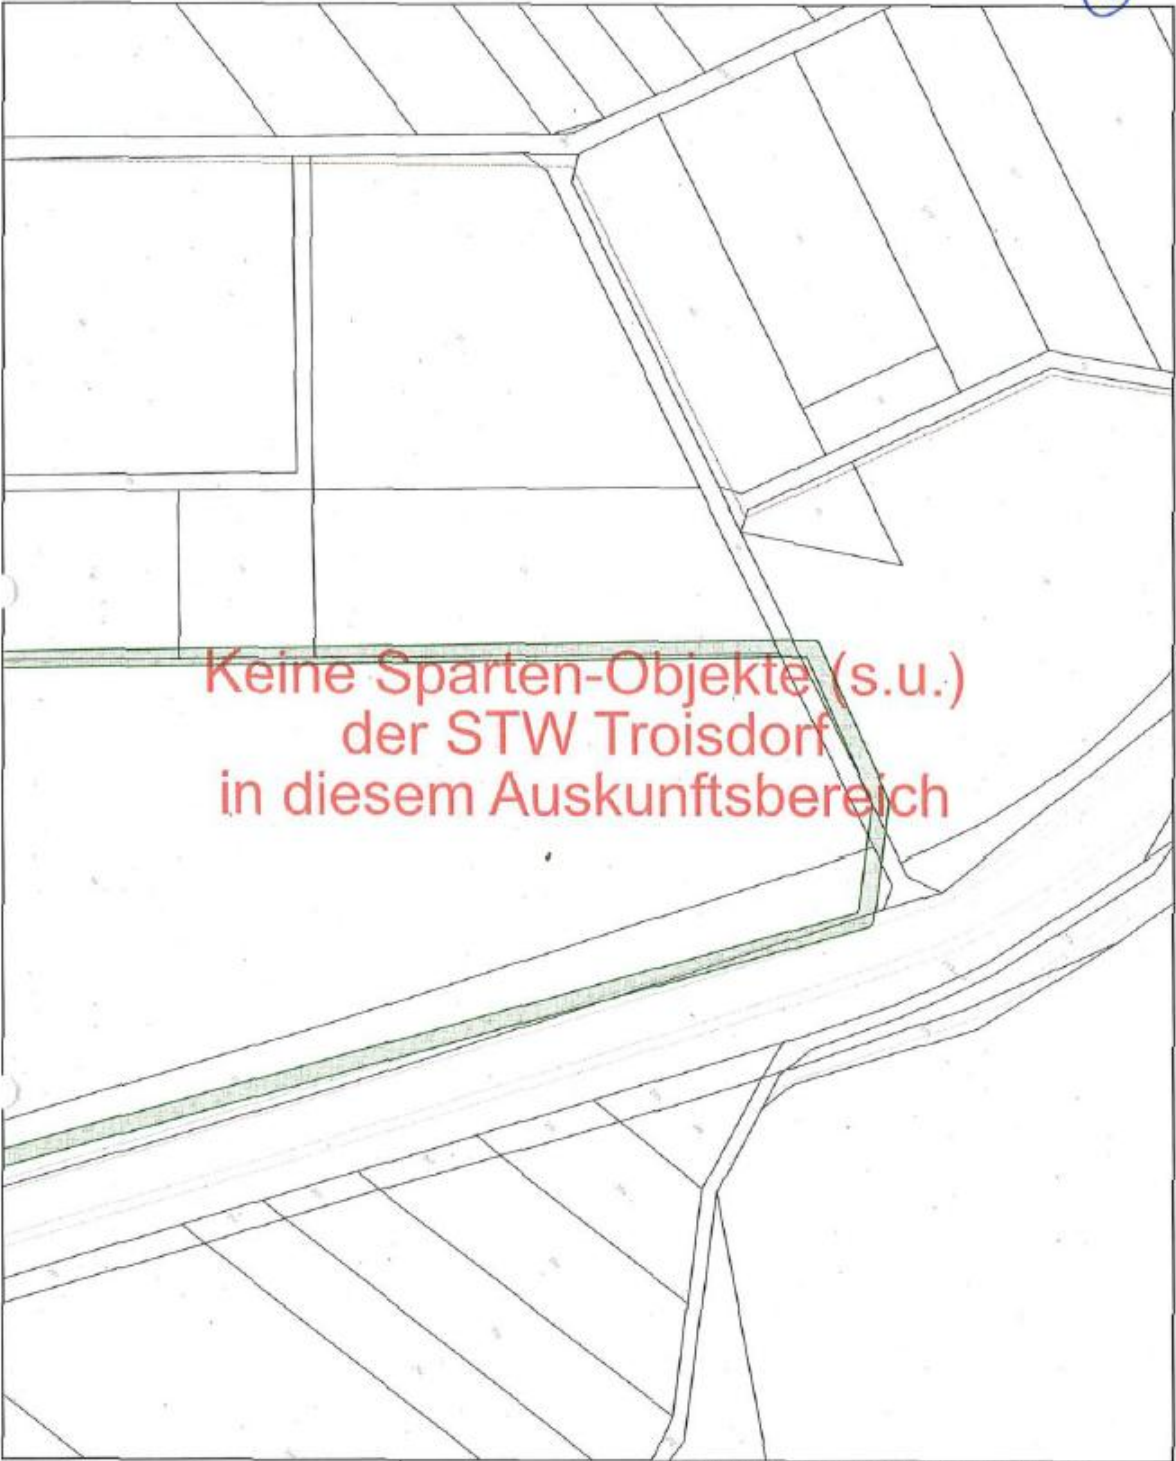 Keine Sparten-Objekte (s.u.)
der STW Troisdorf
in diesem Auskunftsbereich